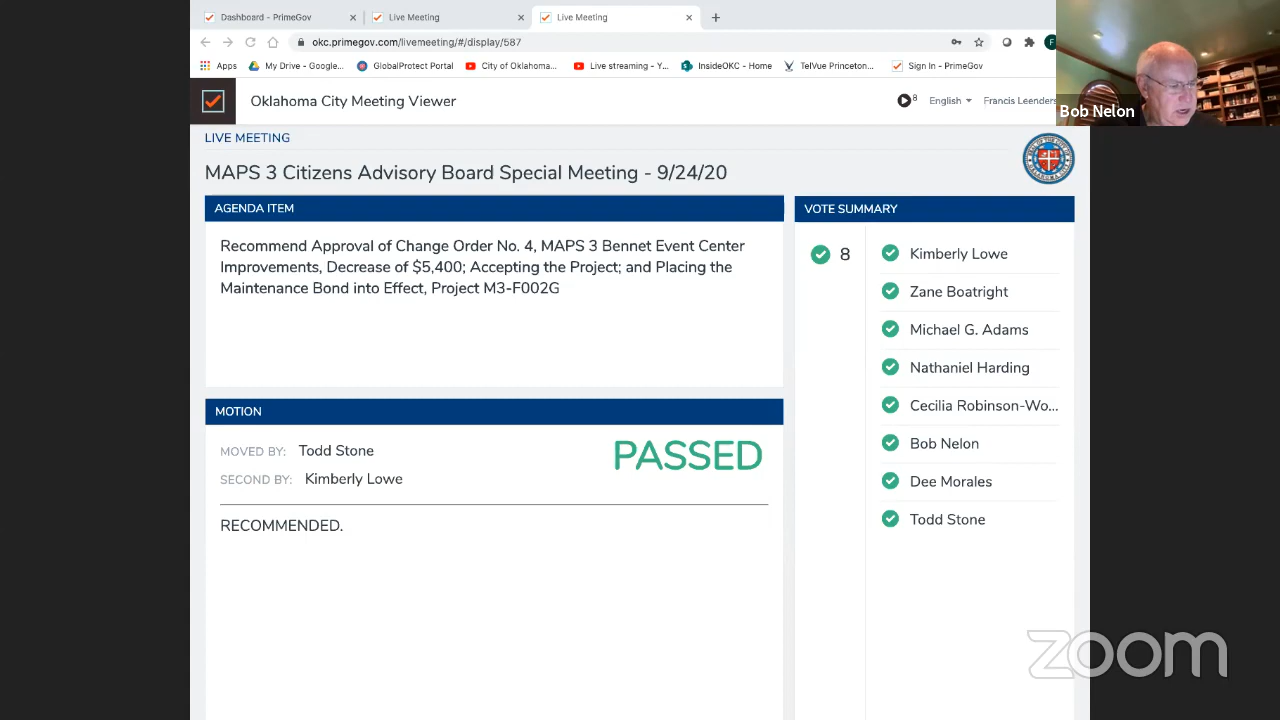 Dashboard - PrimeGov
Live Meeting
Live Meeting
okc.primegov.com/livemeeting/#/display/587
Apps
My Drive - Google...
GlobalProtect Portal
City of Oklahoma...
Live streaming - Y...
InsideOKC - Home
TelVue Princeton...
Sign In - PrimeGov
Oklahoma City Meeting Viewer
8
English
Francis Leenders
Bob Nelon
LIVE MEETING
MAPS 3 Citizens Advisory Board Special Meeting - 9/24/20
AGENDA ITEM
Recommend Approval of Change Order No. 4, MAPS 3 Bennet Event Center
Improvements, Decrease of $5,400; Accepting the Project; and Placing the
Maintenance Bond into Effect, Project M3-F002G
MOTION
MOVED BY: Todd Stone
SECOND BY: Kimberly Lowe
PASSED
RECOMMENDED.
VOTE SUMMARY
8
Kimberly Lowe
Zane Boatright
Michael G. Adams
Nathaniel Harding
Cecilia Robinson-Wo...
Bob Nelon
Dee Morales
Todd Stone
zoom